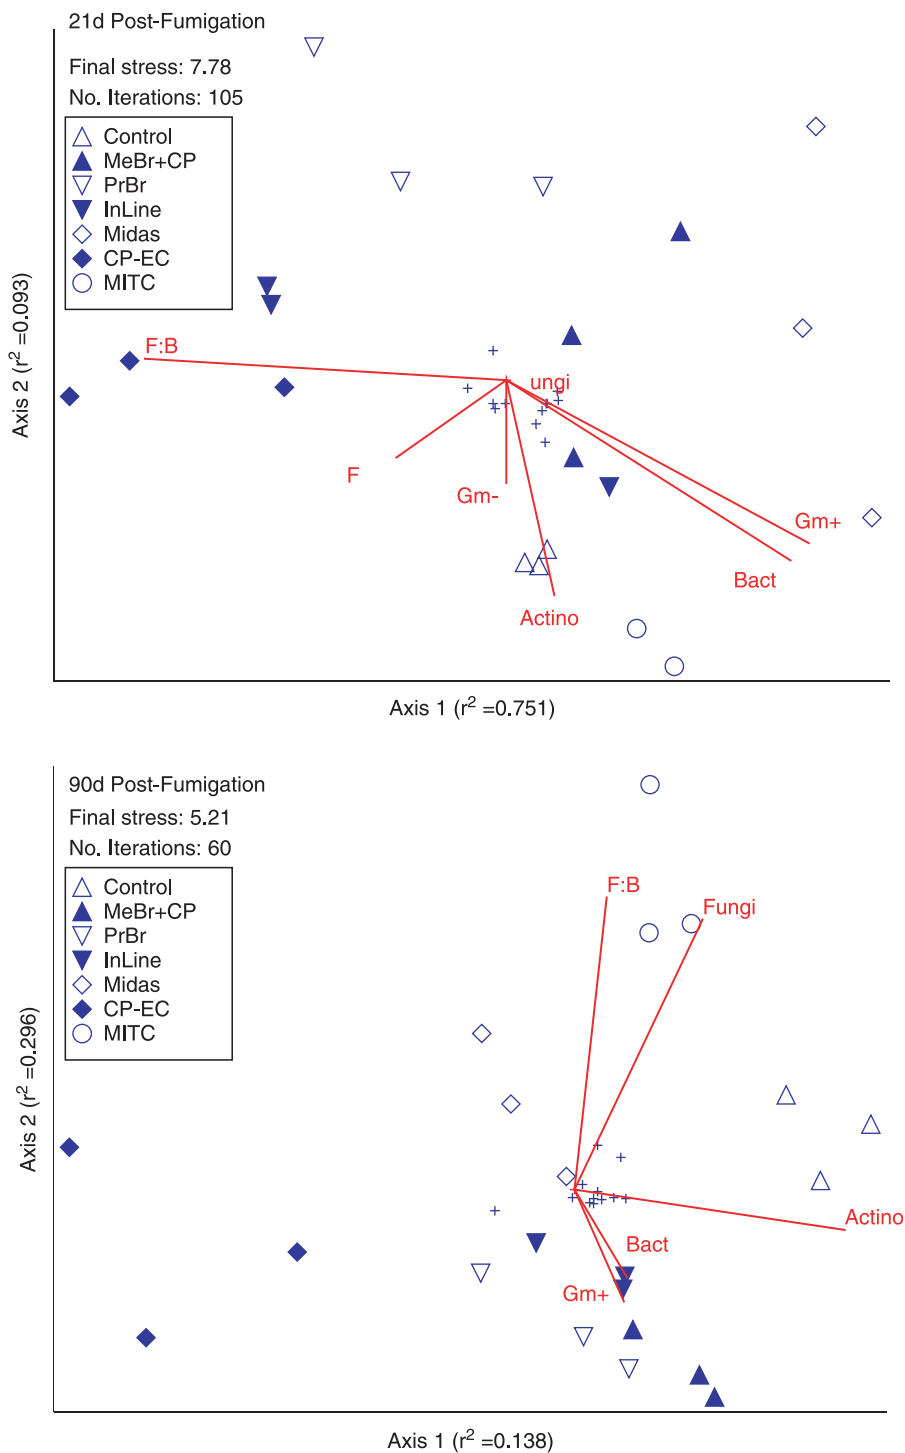 21d Post-Fumigation
Final stress: 7.78
No. Iterations: 105
Control
MeBr+CP
PrBr
InLine
Midas
CP-EC
MITC
F:B
ungi
F
Gm-
Gm+
Bact
Actino
Axis 2 (r² =0.093)
Axis 1 (r² =0.751)
90d Post-Fumigation
Final stress: 5.21
No. Iterations: 60
Control
MeBr+CP
PrBr
InLine
Midas
CP-EC
MITC
F:B
Fungi
Actino
Bact
Gm+
Axis 2 (r² =0.296)
Axis 1 (r² =0.138)